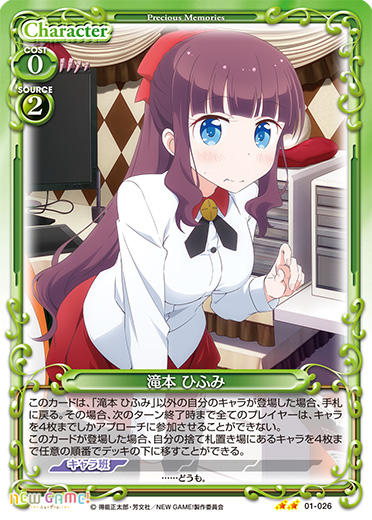 Precious Memories
Character
COST
0
SOURCE
2
滝本 ひふみ
このカードは、「滝本 ひふみ」以外の自分のキャラが登場した場合、手札
に戻る。その場合、次のターン終了時まで全てのプレイヤーは、キャラ
を4枚までしかアプローチに参加させることができない。
このカードが登場した場合、自分の捨て札置き場にあるキャラを4枚ま
で任意の順番でデッキの下に移すことができる。
キャラ班
……どうも。
NEW GAME!
© 得能正太郎・芳文社／NEW GAME!製作委員会
01-026